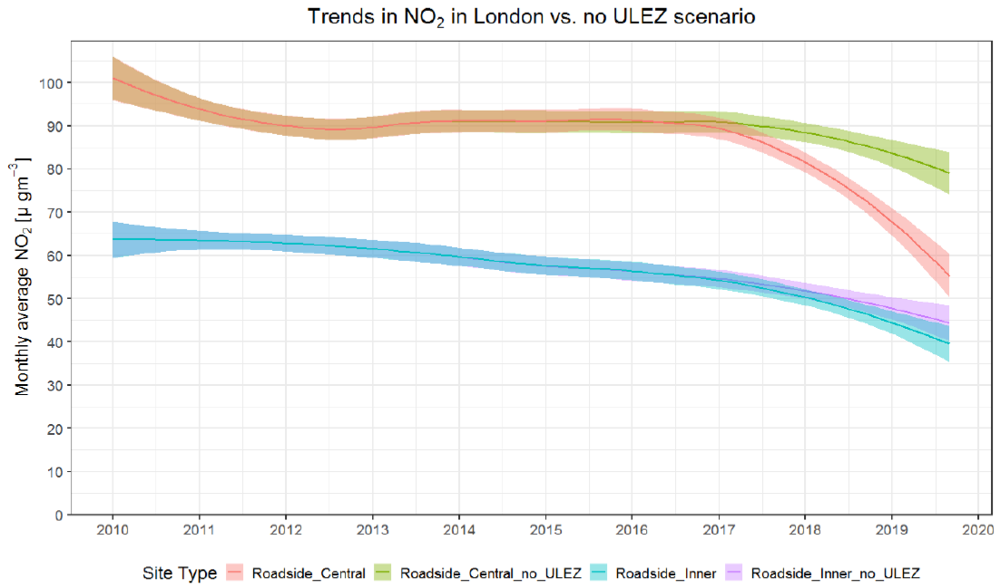 Trends in NO₂ in London vs. no ULEZ scenario
Monthly average NO₂ [μ gm⁻³]
100
90
80
70
60
50
40
30
20
10
0
2010 2011 2012 2013 2014 2015 2016 2017 2018 2019 2020
Site Type Roadside_Central Roadside_Central_no_ULEZ Roadside_Inner Roadside_Inner_no_ULEZ